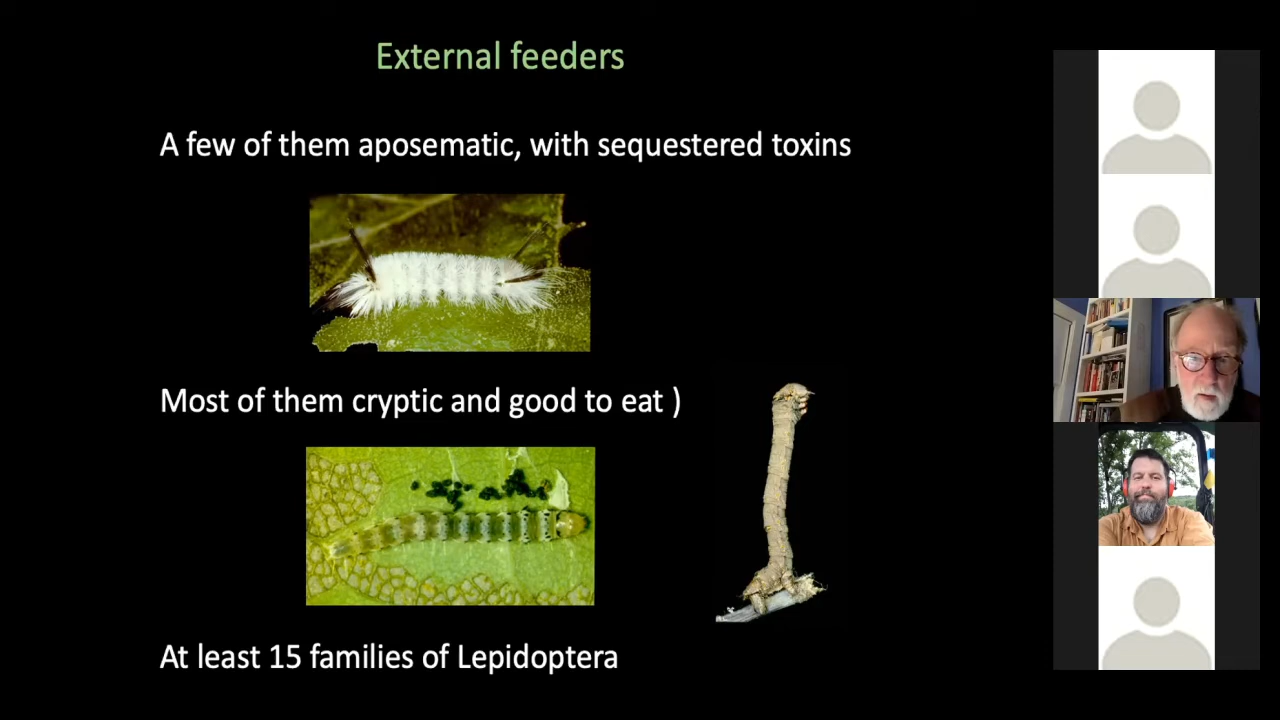 External feeders
A few of them aposematic, with sequestered toxins
Most of them cryptic and good to eat )
At least 15 families of Lepidoptera